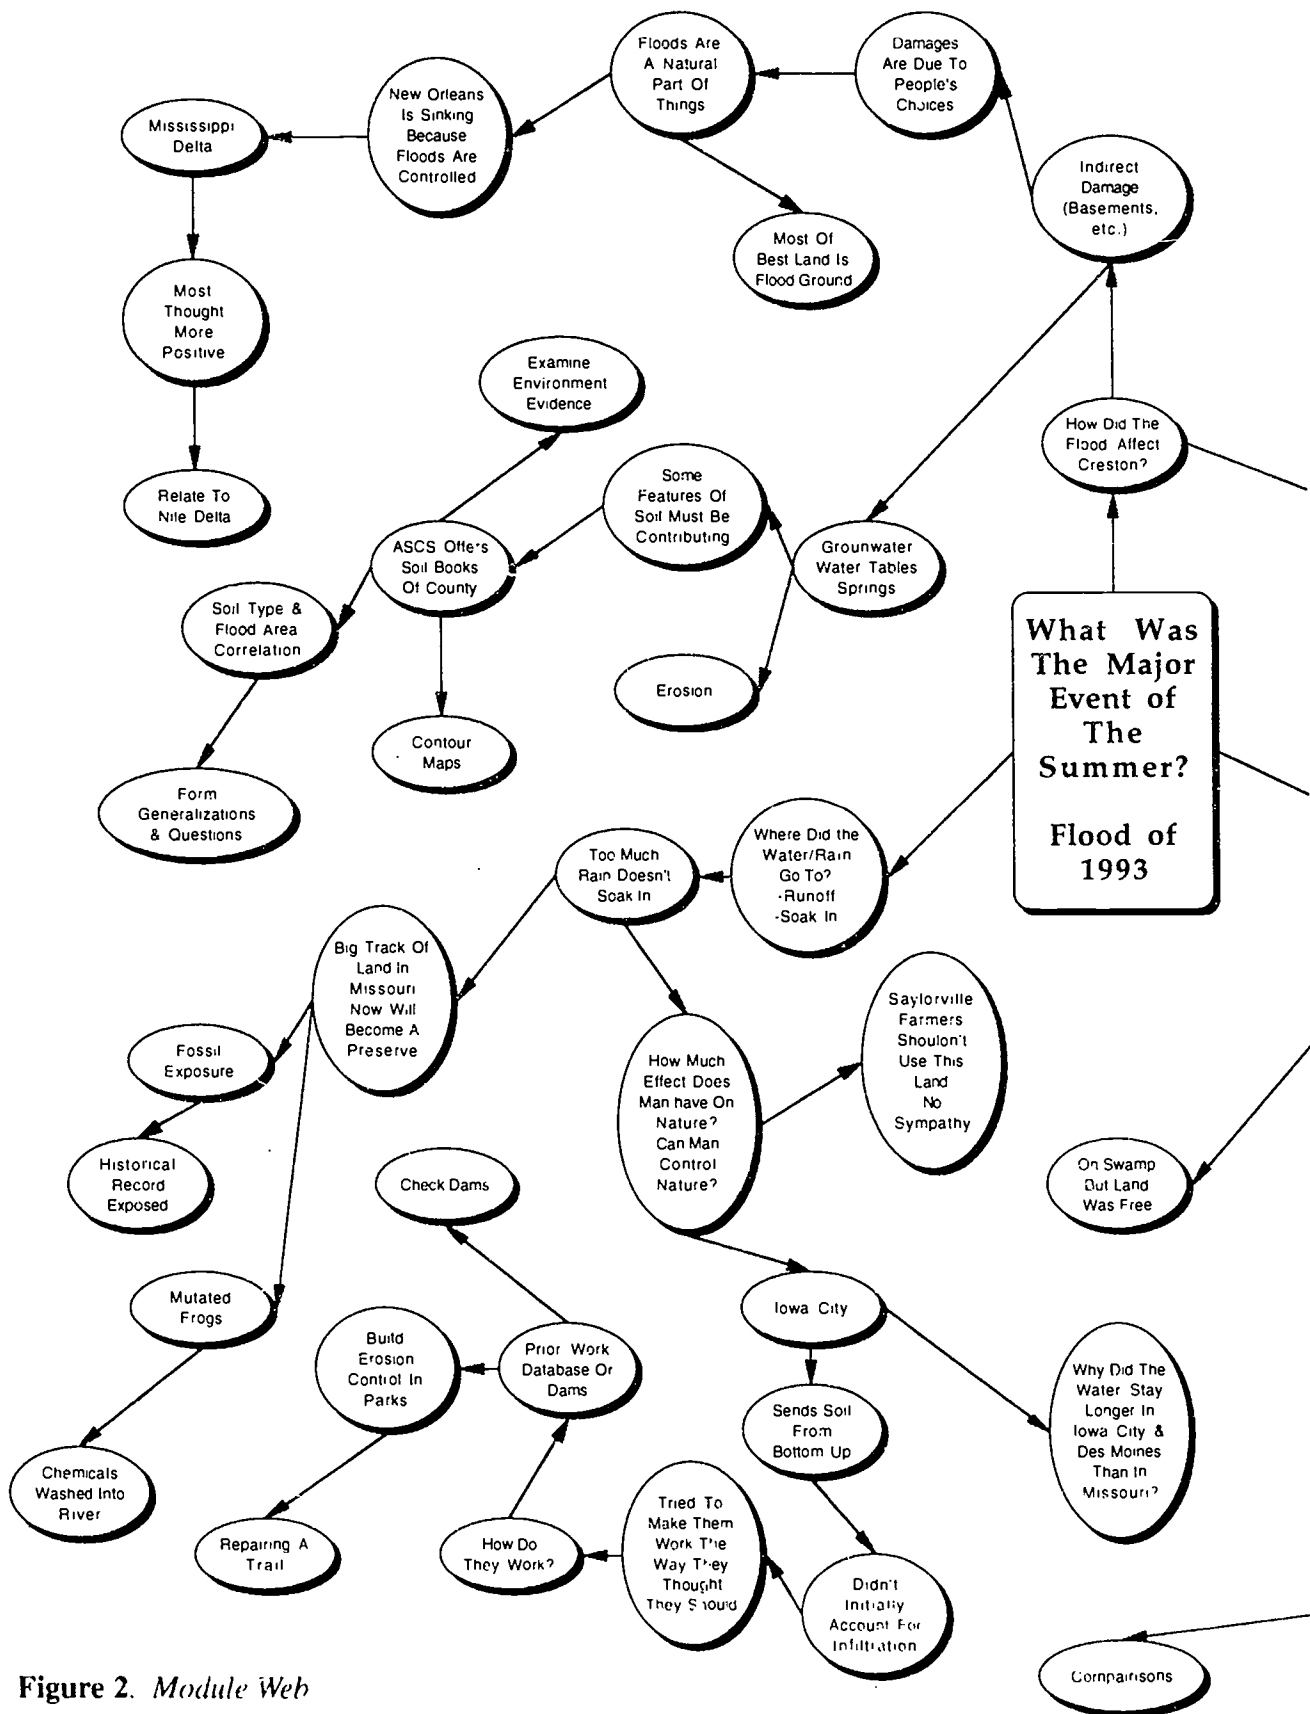 Floods Are
A Natural
Part Of
Things
Damages
Are Due To
People's
Choices
New Orleans
Is Sinking
Because
Floods Are
Controlled
Mississippi
Delta
Indirect
Damage
(Basements,
etc.)
Most Of
Best Land Is
Flood Ground
Most
Thought
More
Positive
Examine
Environment
Evidence
How Did The
Flood Affect
Creston?
Relate To
Nile Delta
Some
Features Of
Soil Must Be
Contributing
ASCS Offers
Soil Books
Of County
Grounwater
Water Tables
Springs
Soil Type &
Flood Area
Correlation
What Was
The Major
Event of
The
Summer?
Flood of
1993
Erosion
Contour
Maps
Form
Generalizations
& Questions
Too Much
Rain Doesn't
Soak In
Where Did the
Water/Rain
Go To?
-Runoff
-Soak In
Big Track Of
Land In
Missouri
Now Will
Become A
Preserve
Saylorville
Farmers
Shouldn't
Use This
Land
No
Sympathy
Fossil
Exposure
How Much
Effect Does
Man have On
Nature?
Can Man
Control
Nature?
Historical
Record
Exposed
Check Dams
On Swamp
But Land
Was Free
Mutated
Frogs
Iowa City
Build
Erosion
Control In
Parks
Prior Work
Database Or
Dams
Why Did The
Water Stay
Longer In
Iowa City &
Des Moines
Than In
Missouri?
Sends Soil
From
Bottom Up
Chemicals
Washed Into
River
Repairing A
Trail
How Do
They Work?
Tried To
Make Them
Work The
Way They
Thought
They Should
Didn't
Initially
Account For
Infiltration
Compairisons
Figure 2. Module Web